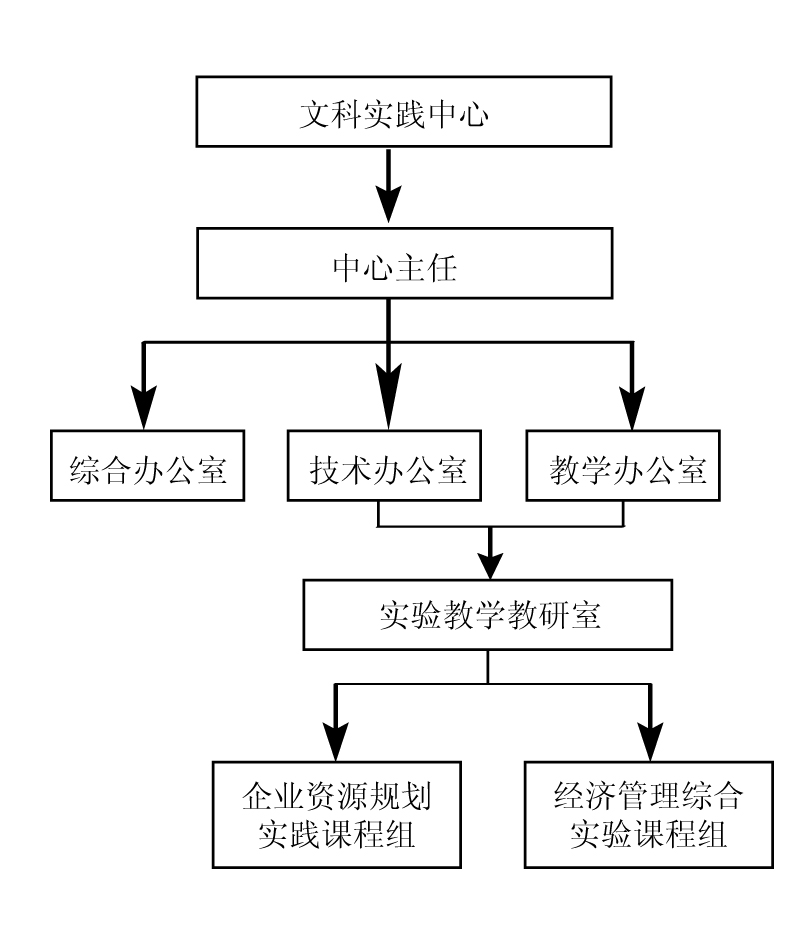 文科实践中心
中心主任
综合办公室
技术办公室
教学办公室
实验教学教研室
企业资源规划
实践课程组
经济管理综合
实验课程组